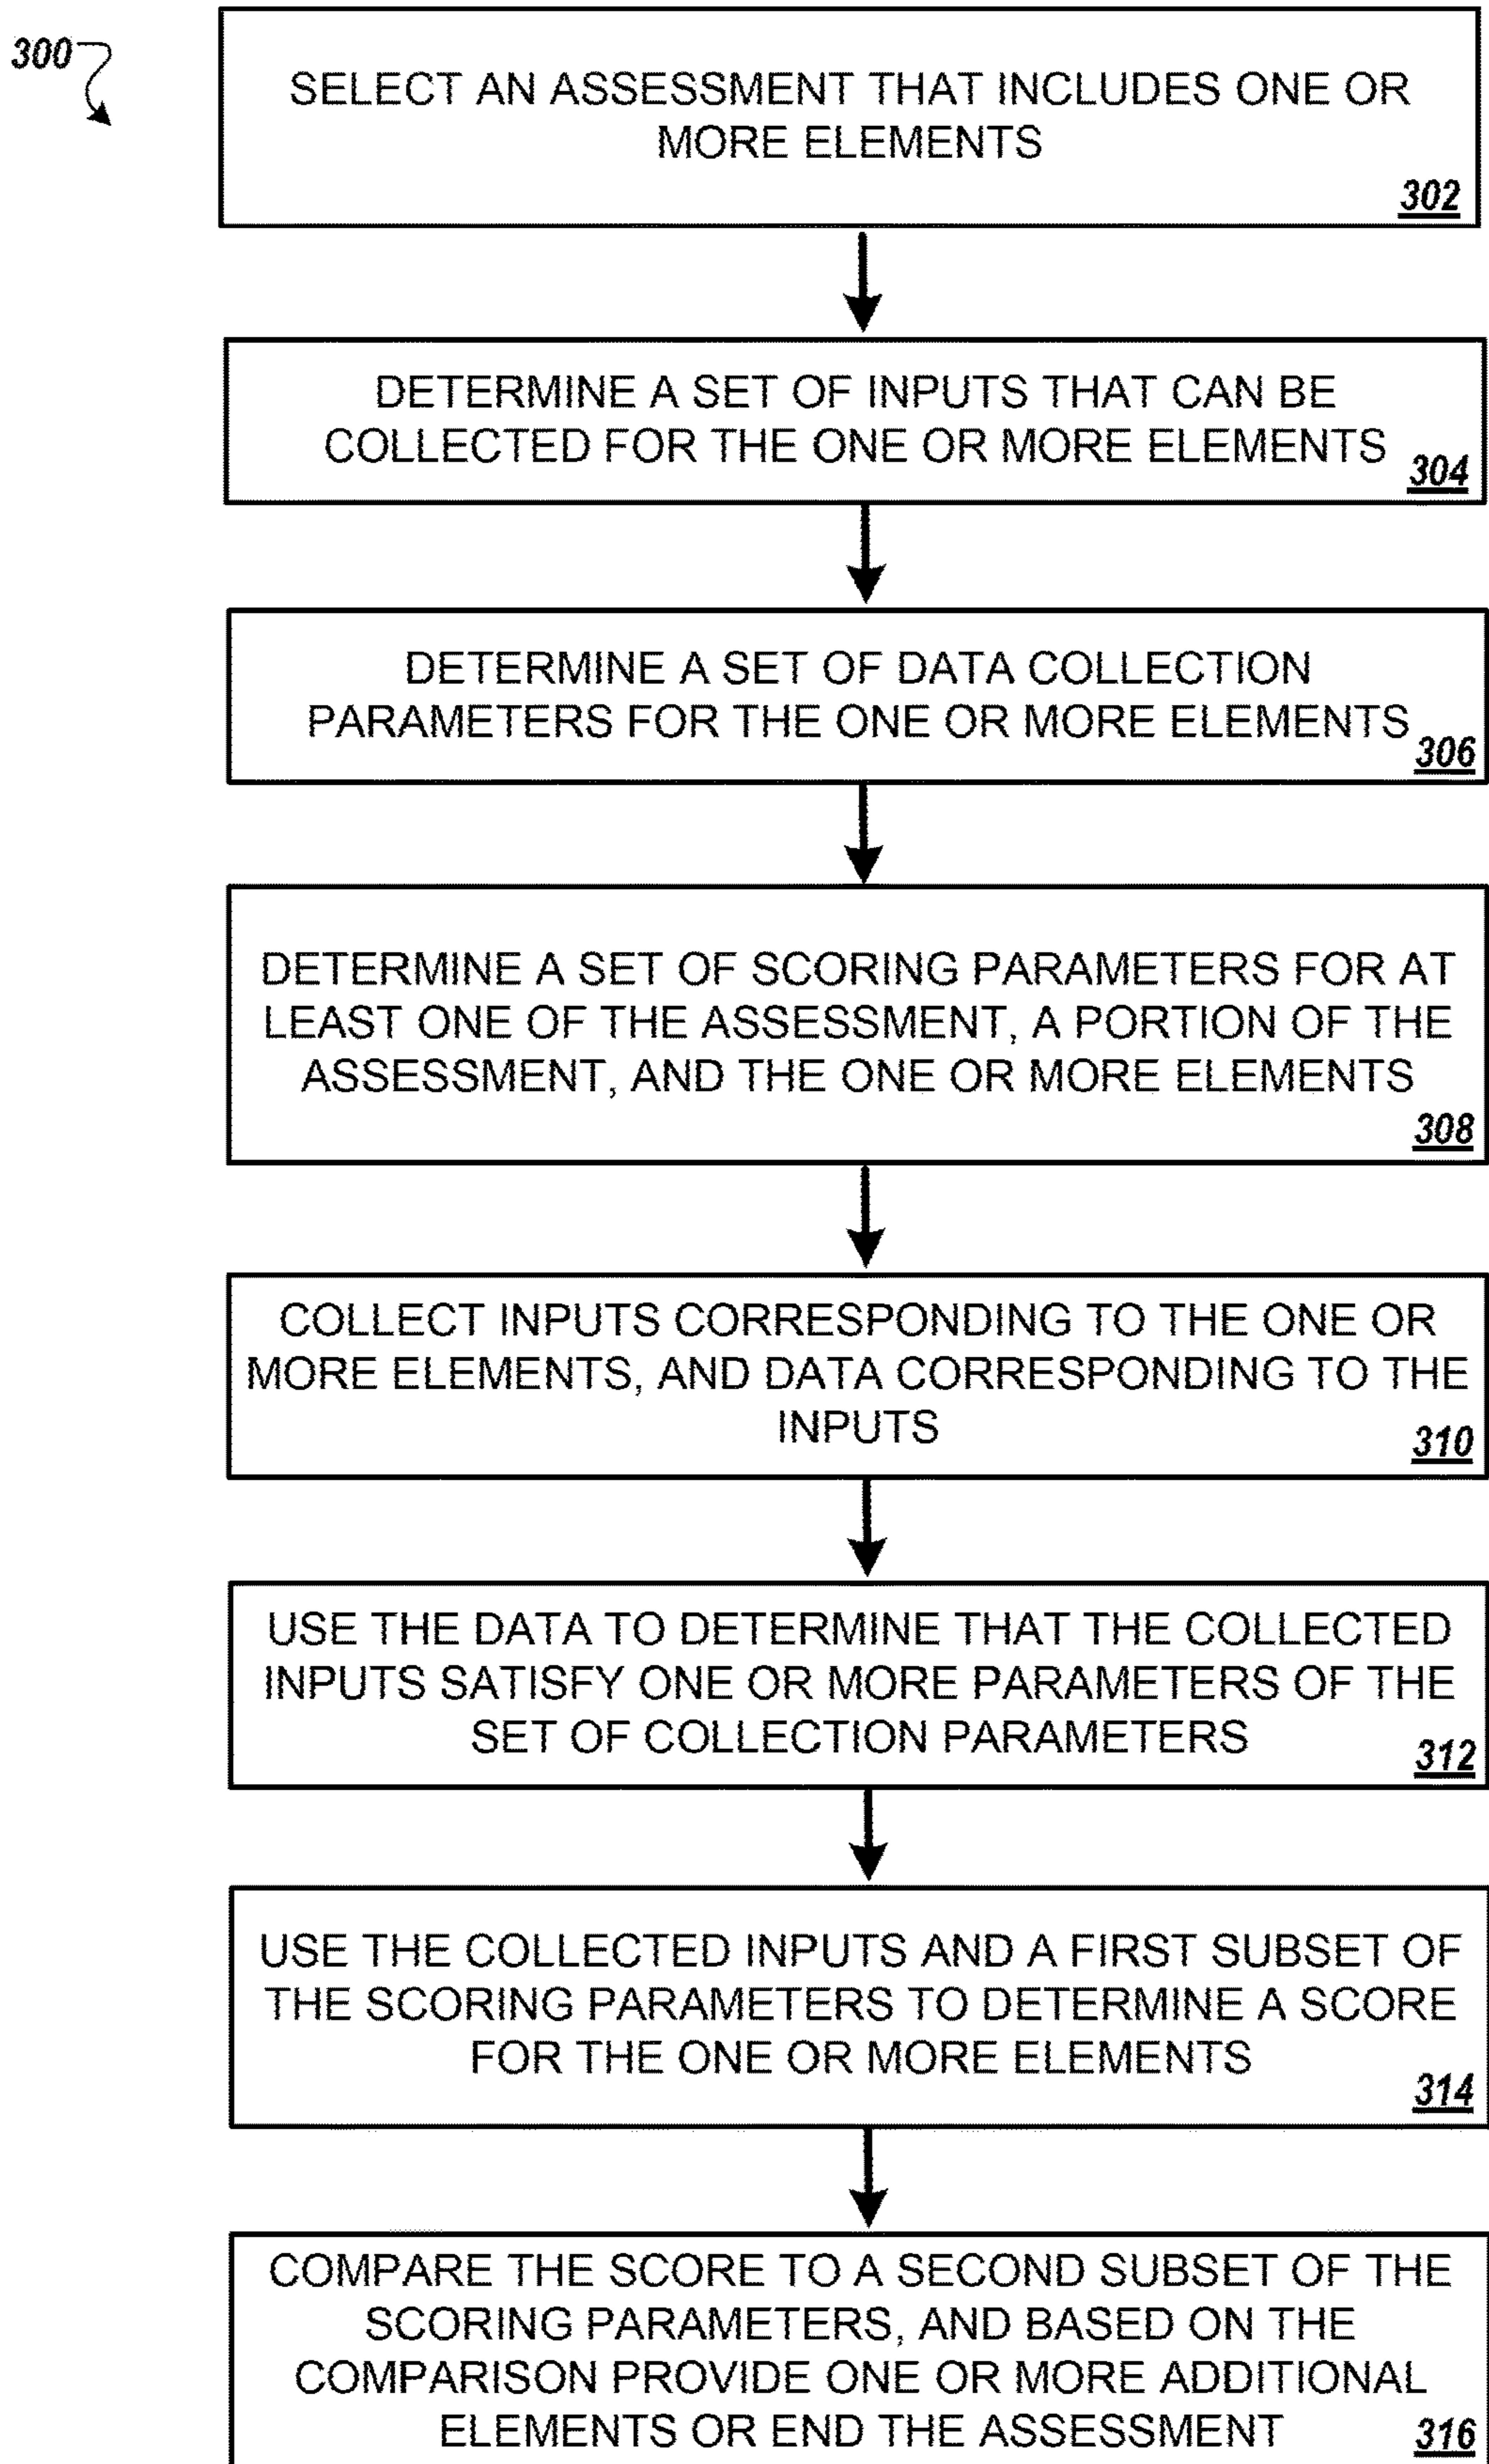 300
SELECT AN ASSESSMENT THAT INCLUDES ONE OR
MORE ELEMENTS
302
DETERMINE A SET OF INPUTS THAT CAN BE
COLLECTED FOR THE ONE OR MORE ELEMENTS
304
DETERMINE A SET OF DATA COLLECTION
PARAMETERS FOR THE ONE OR MORE ELEMENTS
306
DETERMINE A SET OF SCORING PARAMETERS FOR AT
LEAST ONE OF THE ASSESSMENT, A PORTION OF THE
ASSESSMENT, AND THE ONE OR MORE ELEMENTS
308
COLLECT INPUTS CORRESPONDING TO THE ONE OR
MORE ELEMENTS, AND DATA CORRESPONDING TO THE
INPUTS
310
USE THE DATA TO DETERMINE THAT THE COLLECTED
INPUTS SATISFY ONE OR MORE PARAMETERS OF THE
SET OF COLLECTION PARAMETERS
312
USE THE COLLECTED INPUTS AND A FIRST SUBSET OF
THE SCORING PARAMETERS TO DETERMINE A SCORE
FOR THE ONE OR MORE ELEMENTS
314
COMPARE THE SCORE TO A SECOND SUBSET OF THE
SCORING PARAMETERS, AND BASED ON THE
COMPARISON PROVIDE ONE OR MORE ADDITIONAL
ELEMENTS OR END THE ASSESSMENT
316